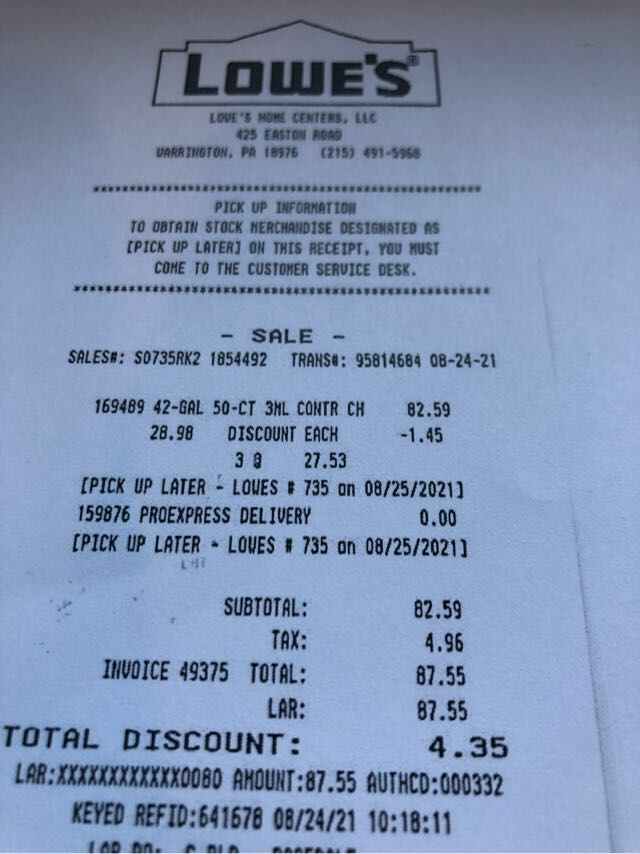 LOWE'S®
LOWE'S HOME CENTERS, LLC
425 EASTON ROAD
WARRINGTON, PA 18976 (215) 491-5968
****************************************************
PICK UP INFORMATION
TO OBTAIN STOCK MERCHANDISE DESIGNATED AS
[PICK UP LATER] ON THIS RECEIPT, YOU MUST
COME TO THE CUSTOMER SERVICE DESK.
****************************************************
- SALE -
SALES#: S0735RK2 1854492 TRANS#: 95814684 08-24-21
169489 42-GAL 50-CT 3ML CONTR CH 82.59
28.98 DISCOUNT EACH -1.45
3 @ 27.53
[PICK UP LATER - LOWES # 735 on 08/25/2021]
159876 PROEXPRESS DELIVERY 0.00
[PICK UP LATER - LOWES # 735 on 08/25/2021]
SUBTOTAL: 82.59
TAX: 4.96
INVOICE 49375 TOTAL: 87.55
LAR: 87.55
TOTAL DISCOUNT: 4.35
LAR:XXXXXXXXXXXX0080 AMOUNT:87.55 AUTHCD:000332
KEYED REFID:641678 08/24/21 10:18:11